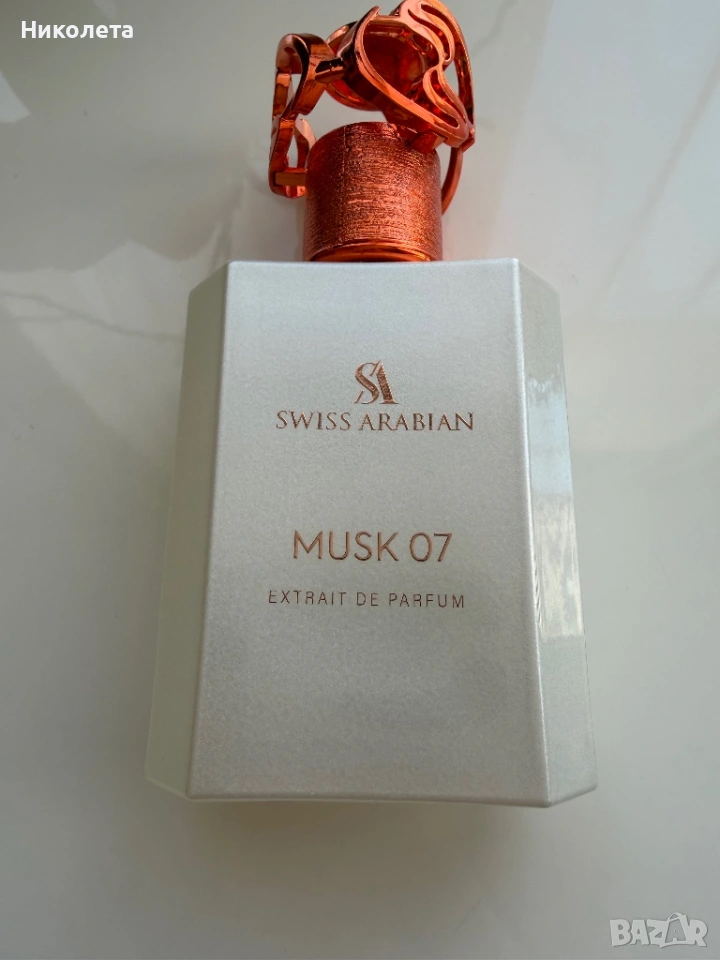 Николета
SA
SWISS ARABIAN
MUSK 07
EXTRAIT DE PARFUM
BAZAR